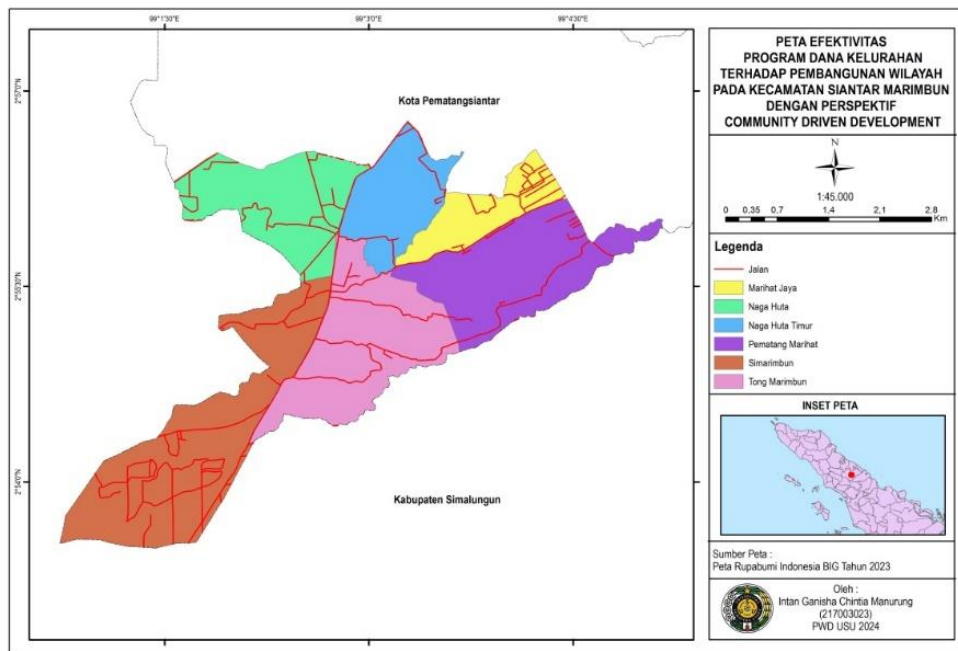 99°1'30"E
99°3'0"E
99°4'30"E
2°57'0"N
2°55'30"N
2°54'0"N
Kota Pematangsiantar
Kabupaten Simalungun
PETA EFEKTIVITAS
PROGRAM DANA KELURAHAN
TERHADAP PEMBANGUNAN WILAYAH
PADA KECAMATAN SIANTAR MARIMBUN
DENGAN PERSPEKTIF
COMMUNITY DRIVEN DEVELOPMENT
N
1:45.000
0 0.35 0.7 1.4 2.1 2.8
Km
Legenda
Jalan
Marihat Jaya
Naga Huta
Naga Huta Timur
Pematang Marihat
Simarimbun
Tong Marimbun
INSET PETA
Sumber Peta :
Peta Rupabumi Indonesia BIG Tahun 2023
Oleh :
Intan Ganisha Chintia Manurung
(217003023)
PWD USU 2024